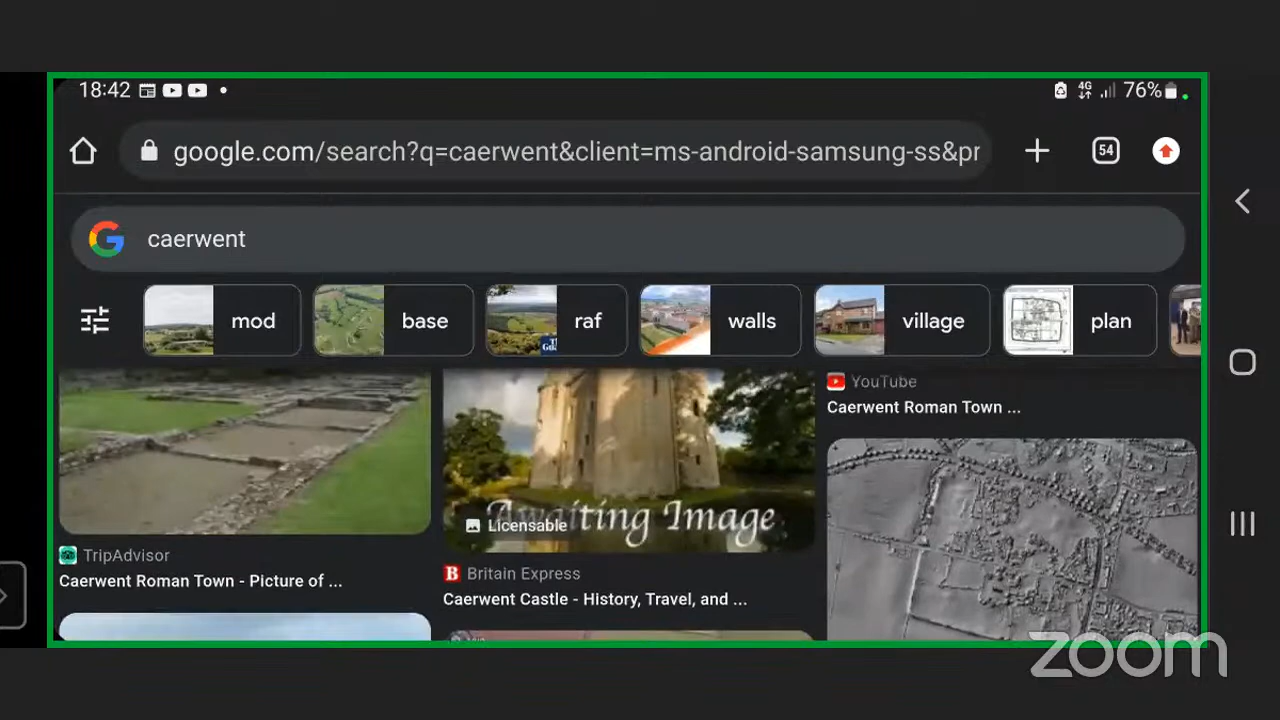 18:42
4G 76%
google.com/search?q=caerwent&client=ms-android-samsung-ss&pr
54
caerwent
mod
base
raf
walls
village
plan
YouTube
Caerwent Roman Town ...
Awaiting Image
Licensable
TripAdvisor
Caerwent Roman Town - Picture of ...
B Britain Express
Caerwent Castle - History, Travel, and ...
zoom